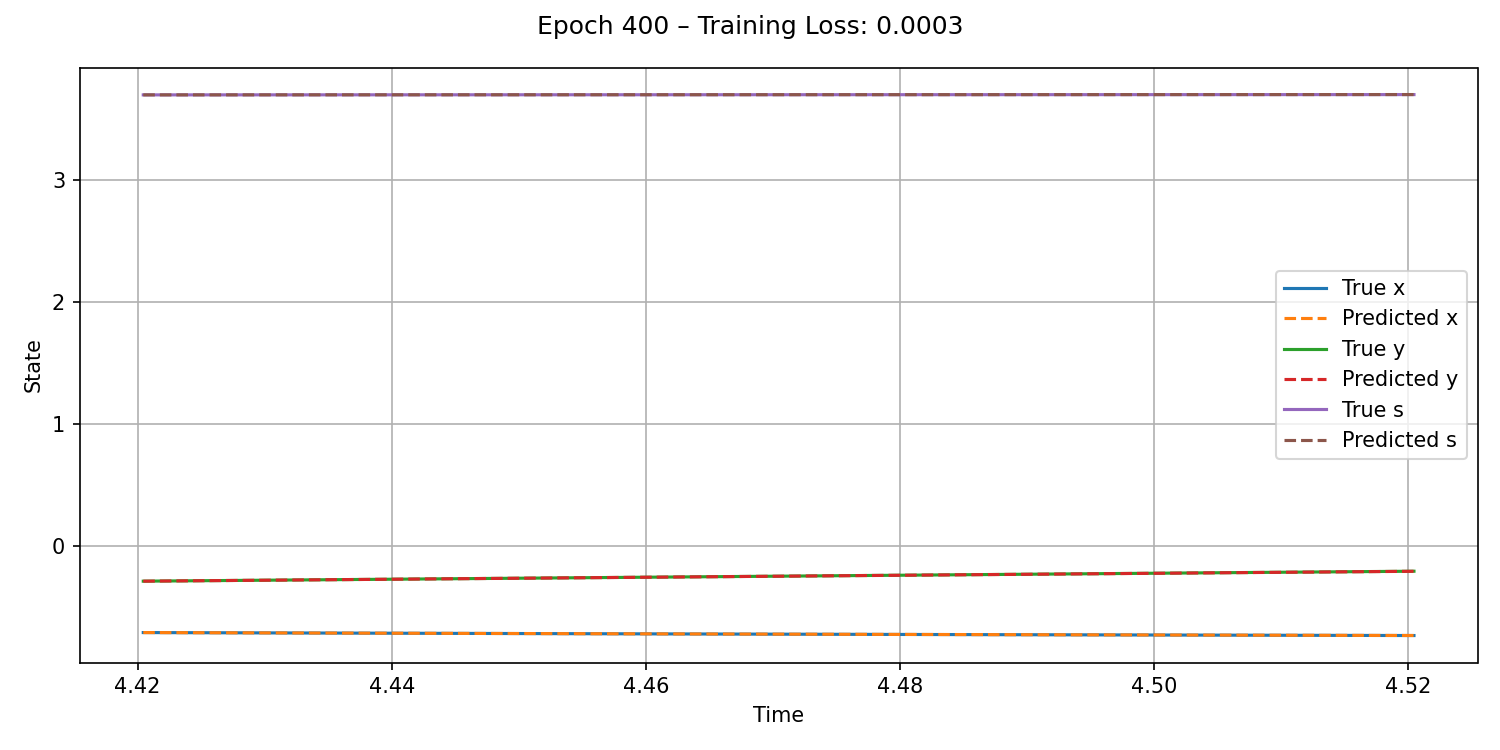 Epoch 400 – Training Loss: 0.0003
State
3
2
1
0
True x
Predicted x
True y
Predicted y
True s
Predicted s
4.42 4.44 4.46 4.48 4.50 4.52
Time